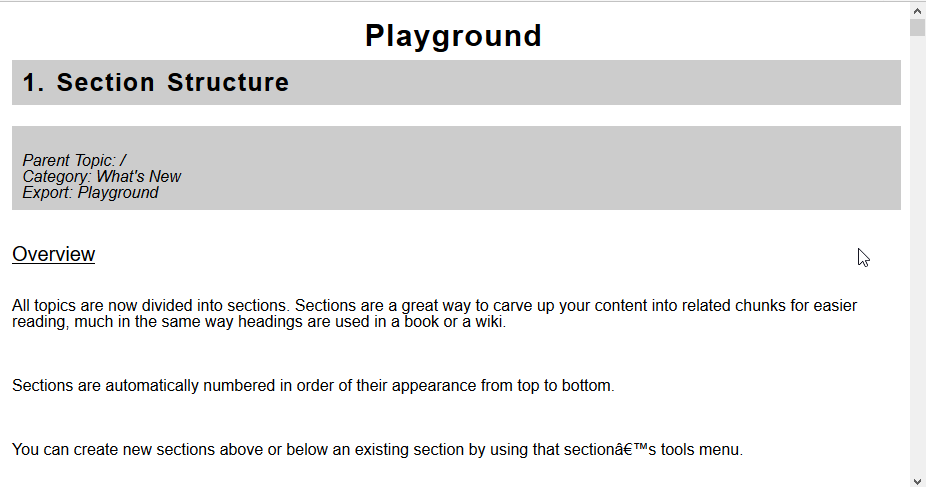 Playground
1. Section Structure
Parent Topic: /
Category: What's New
Export: Playground
Overview
All topics are now divided into sections. Sections are a great way to carve up your content into related chunks for easier
reading, much in the same way headings are used in a book or a wiki.
Sections are automatically numbered in order of their appearance from top to bottom.
You can create new sections above or below an existing section by using that sectionâ€™s tools menu.